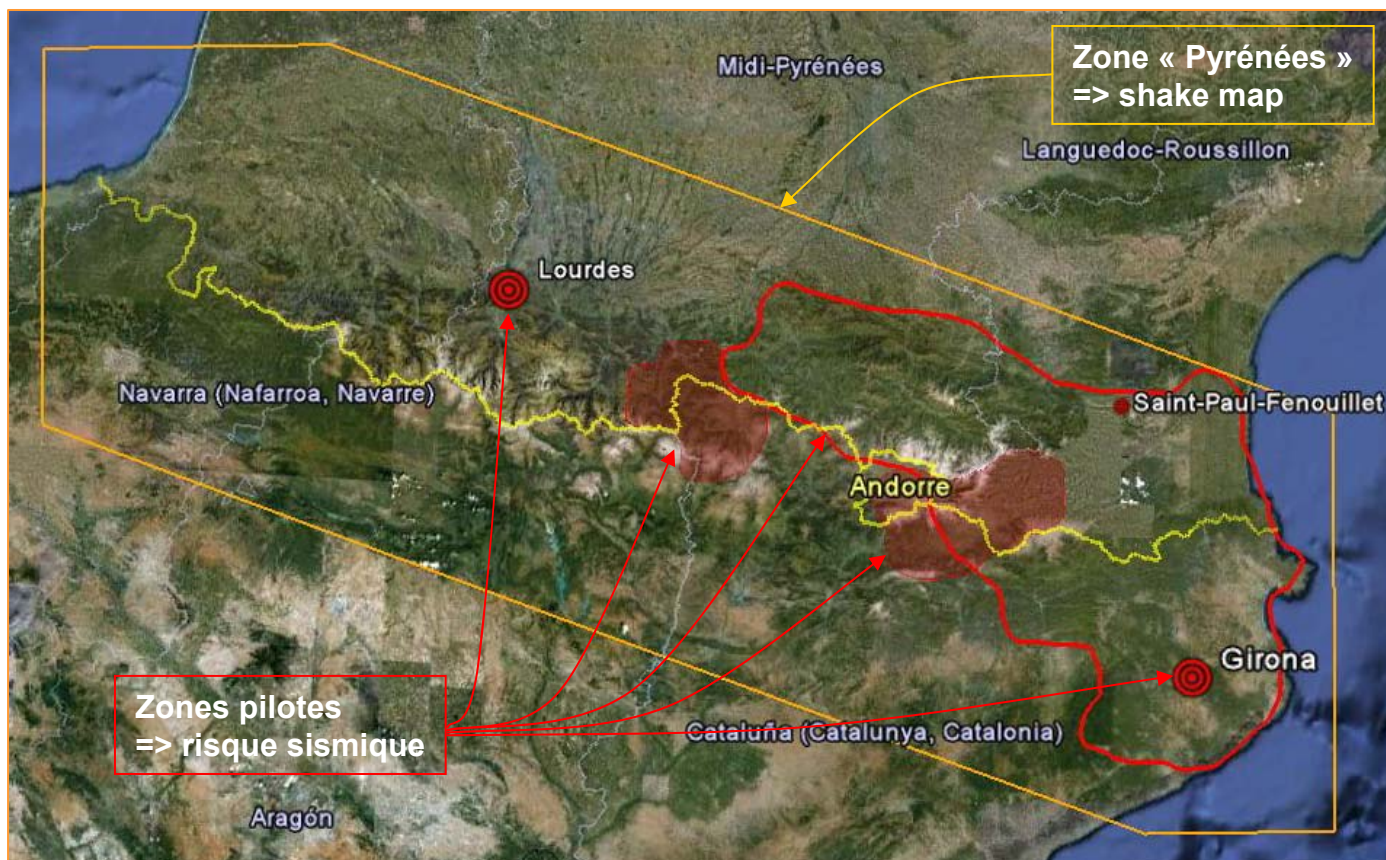 Midi-Pyrénées
Zone « Pyrénées »
=> shake map
Languedoc-Roussillon
Lourdes
Navarra (Nafarroa, Navarre)
Saint-Paul-Fenouillet
Andorre
Girona
Zones pilotes
=> risque sismique
Cataluña (Catalunya, Catalonia)
Aragón